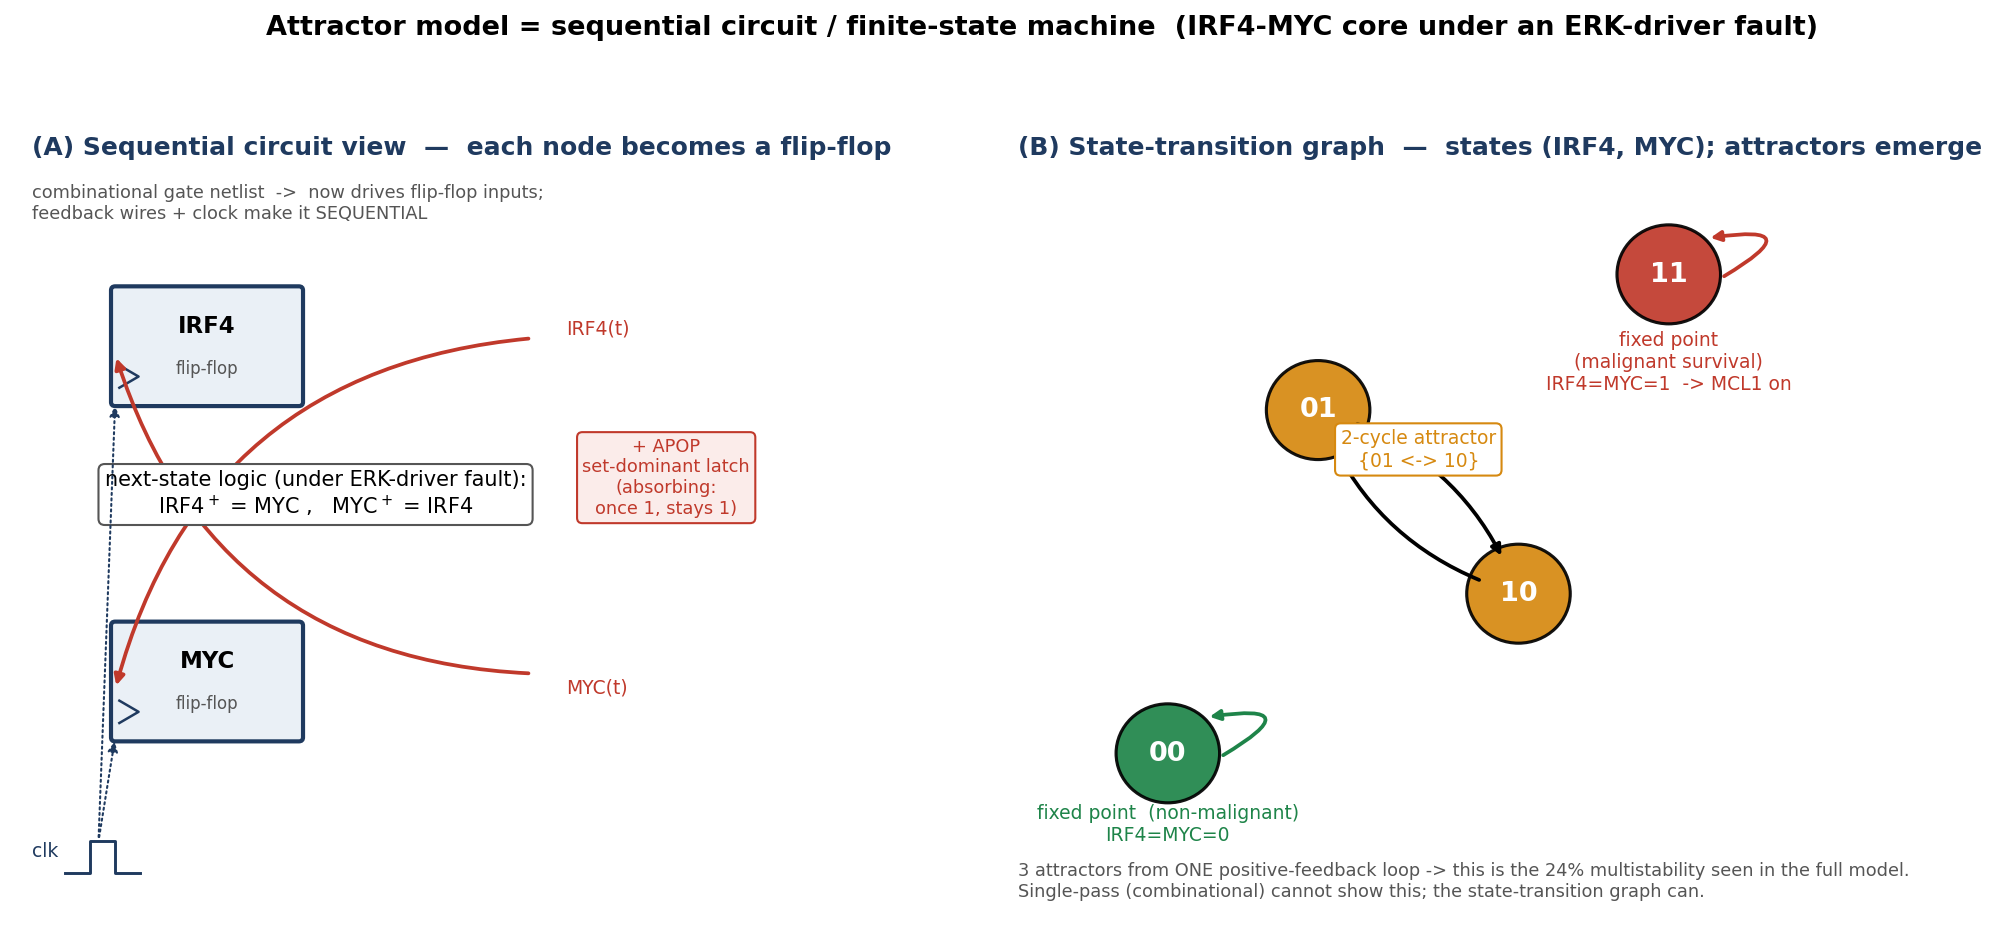 Attractor model = sequential circuit / finite-state machine  (IRF4-MYC core under an ERK-driver fault)
(A) Sequential circuit view  —  each node becomes a flip-flop
combinational gate netlist  ->  now drives flip-flop inputs;
feedback wires + clock make it SEQUENTIAL
IRF4
flip-flop
IRF4(t)
next-state logic (under ERK-driver fault):
IRF4⁺ = MYC ,   MYC⁺ = IRF4
+ APOP
set-dominant latch
(absorbing:
once 1, stays 1)
MYC
flip-flop
MYC(t)
clk
(B) State-transition graph  —  states (IRF4, MYC); attractors emerge
11
fixed point
(malignant survival)
IRF4=MYC=1  -> MCL1 on
01
2-cycle attractor
{01 <-> 10}
10
00
fixed point  (non-malignant)
IRF4=MYC=0
3 attractors from ONE positive-feedback loop -> this is the 24% multistability seen in the full model.
Single-pass (combinational) cannot show this; the state-transition graph can.